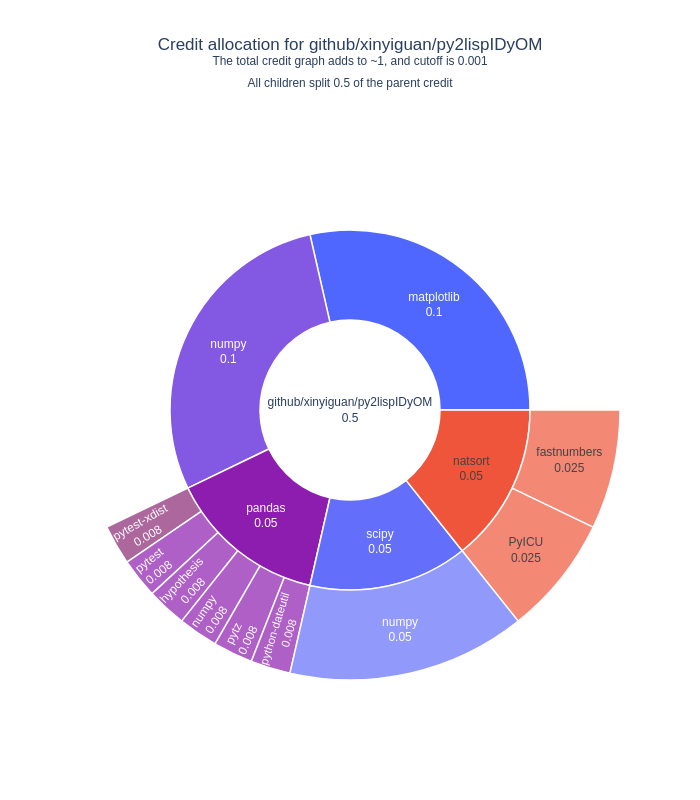 Credit allocation for github/xinyiguan/py2lispIDyOM
The total credit graph adds to ~1, and cutoff is 0.001
All children split 0.5 of the parent credit
matplotlib
0.1
numpy
0.1
github/xinyiguan/py2lispIDyOM
0.5
natsort
0.05
fastnumbers
0.025
PyICU
0.025
pandas
0.05
scipy
0.05
numpy
0.05
pytest-xdist
0.008
pytest
0.008
hypothesis
0.008
numpy
0.008
pytz
0.008
python-dateutil
0.008